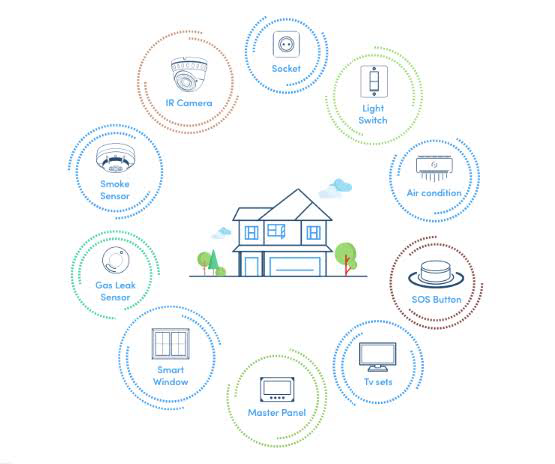 Socket
IR Camera
Light
Switch
Smoke
Sensor
Air condition
Gas Leak
Sensor
SOS Button
Smart
Window
Tv sets
Master Panel